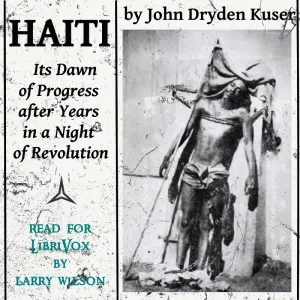 HAITI
Its Dawn
of Progress
after Years
in a Night
of Revolution
by John Dryden Kuser
READ FOR
LIBRIVOX
BY
LARRY WILSON